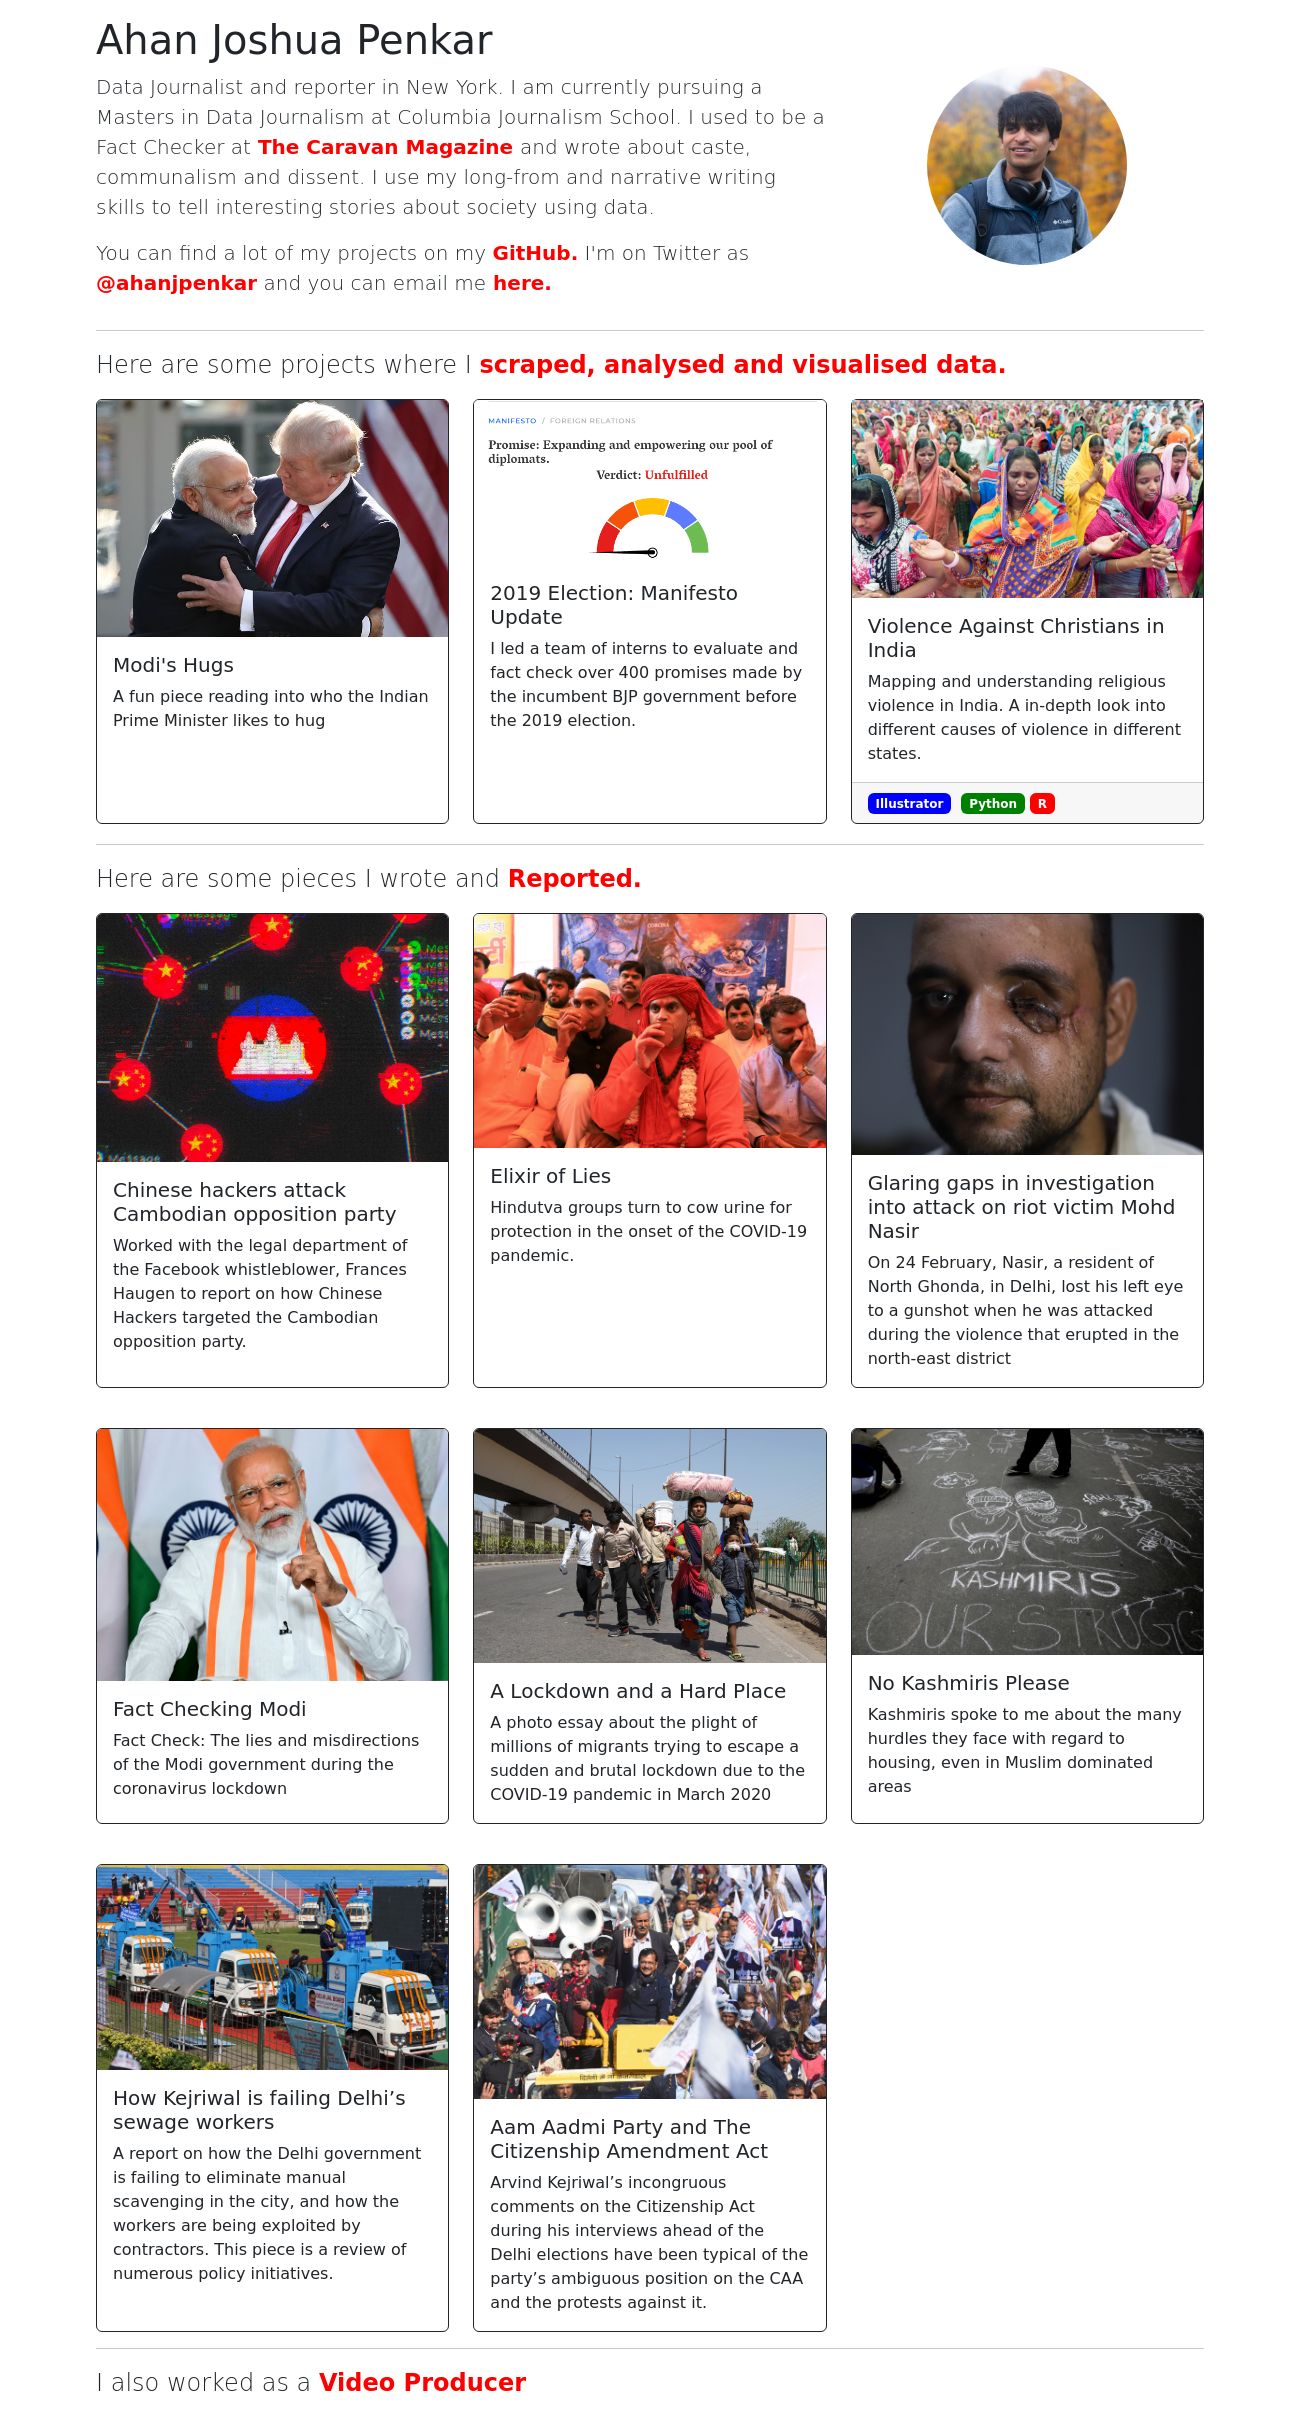 Ahan Joshua Penkar
Data Journalist and reporter in New York. I am currently pursuing a
Masters in Data Journalism at Columbia Journalism School. I used to be a
Fact Checker at The Caravan Magazine and wrote about caste,
communalism and dissent. I use my long-from and narrative writing
skills to tell interesting stories about society using data.
You can find a lot of my projects on my GitHub. I'm on Twitter as
@ahanjpenkar and you can email me here.
Here are some projects where I scraped, analysed and visualised data.
Modi's Hugs
A fun piece reading into who the Indian
Prime Minister likes to hug
MANIFESTO / FOREIGN RELATIONS
Promise: Expanding and empowering our pool of
diplomats.
Verdict: Unfulfilled
2019 Election: Manifesto
Update
I led a team of interns to evaluate and
fact check over 400 promises made by
the incumbent BJP government before
the 2019 election.
Violence Against Christians in
India
Mapping and understanding religious
violence in India. A in-depth look into
different causes of violence in different
states.
Illustrator Python R
Here are some pieces I wrote and Reported.
Message
Chinese hackers attack
Cambodian opposition party
Worked with the legal department of
the Facebook whistleblower, Frances
Haugen to report on how Chinese
Hackers targeted the Cambodian
opposition party.
Elixir of Lies
Hindutva groups turn to cow urine for
protection in the onset of the COVID-19
pandemic.
Glaring gaps in investigation
into attack on riot victim Mohd
Nasir
On 24 February, Nasir, a resident of
North Ghonda, in Delhi, lost his left eye
to a gunshot when he was attacked
during the violence that erupted in the
north-east district
Fact Checking Modi
Fact Check: The lies and misdirections
of the Modi government during the
coronavirus lockdown
A Lockdown and a Hard Place
A photo essay about the plight of
millions of migrants trying to escape a
sudden and brutal lockdown due to the
COVID-19 pandemic in March 2020
KASHMIRIS
OUR STRUGG
No Kashmiris Please
Kashmiris spoke to me about the many
hurdles they face with regard to
housing, even in Muslim dominated
areas
How Kejriwal is failing Delhi’s
sewage workers
A report on how the Delhi government
is failing to eliminate manual
scavenging in the city, and how the
workers are being exploited by
contractors. This piece is a review of
numerous policy initiatives.
Aam Aadmi Party and The
Citizenship Amendment Act
Arvind Kejriwal’s incongruous
comments on the Citizenship Act
during his interviews ahead of the
Delhi elections have been typical of the
party’s ambiguous position on the CAA
and the protests against it.
I also worked as a Video Producer